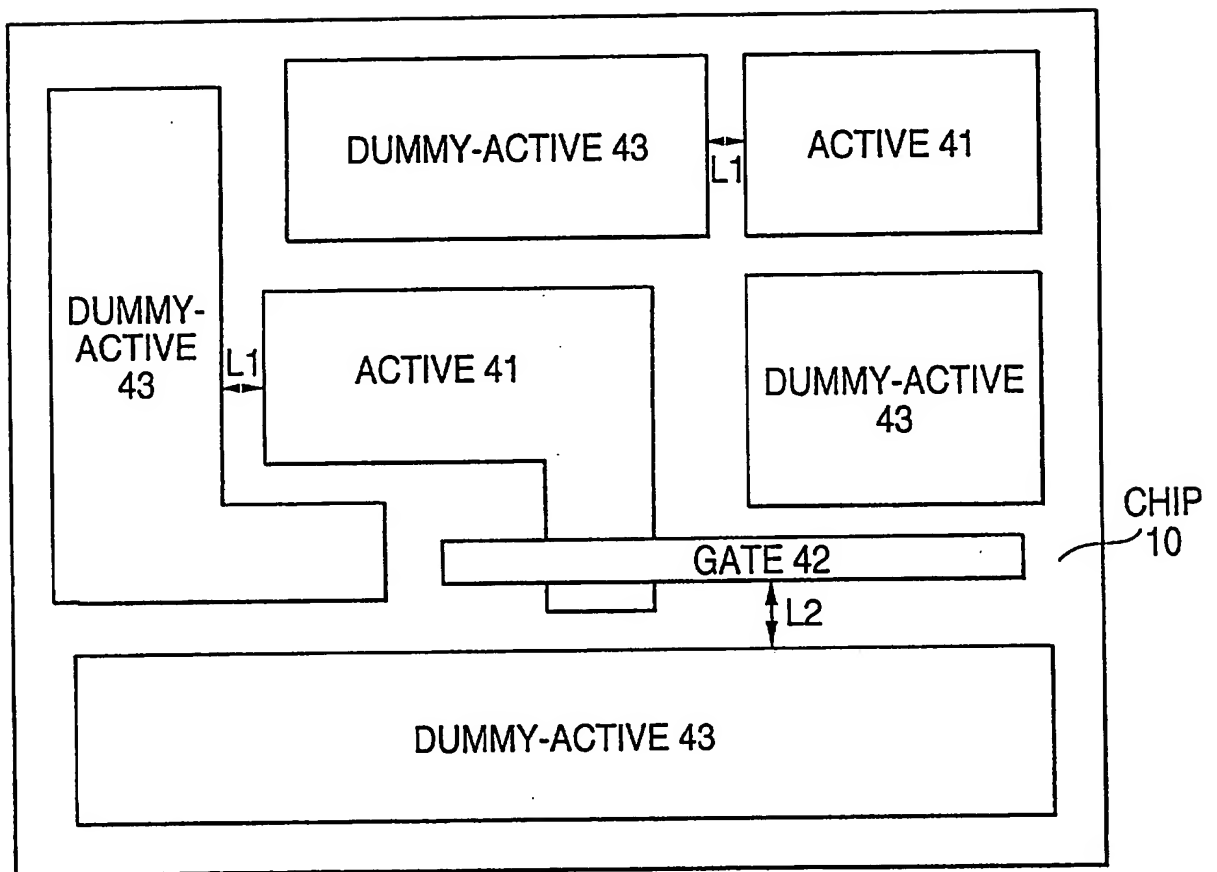 DUMMY-ACTIVE 43
L1
ACTIVE 41
DUMMY-
ACTIVE
43
L1
ACTIVE 41
DUMMY-ACTIVE
43
CHIP
10
GATE 42
L2
DUMMY-ACTIVE 43